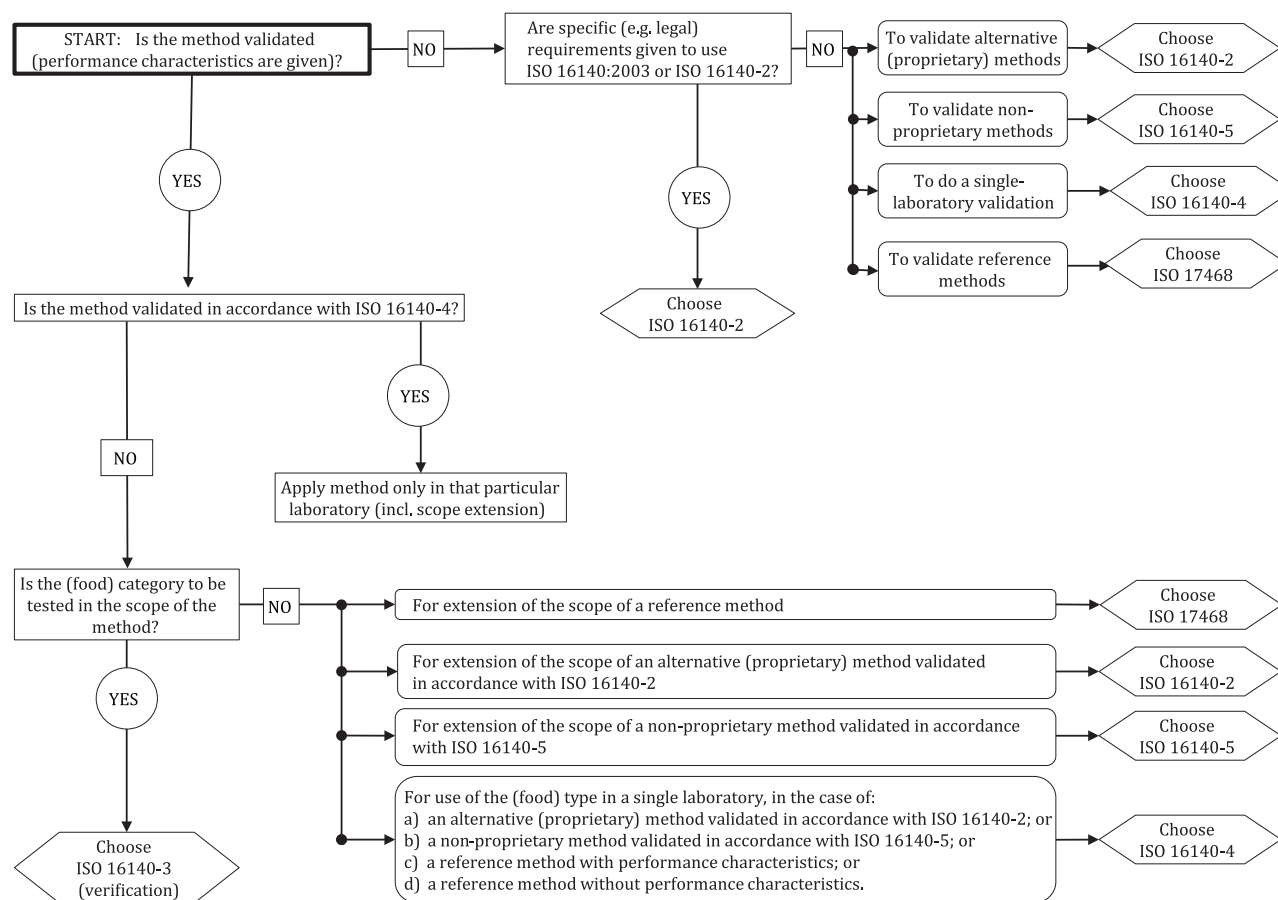 START: Is the method validated
(performance characteristics are given)?
NO
Are specific (e.g. legal)
requirements given to use
ISO 16140:2003 or ISO 16140-2?
NO
To validate alternative
(proprietary) methods
Choose
ISO 16140-2
To validate non-
proprietary methods
Choose
ISO 16140-5
To do a single-
laboratory validation
Choose
ISO 16140-4
To validate reference
methods
Choose
ISO 17468
YES
YES
Choose
ISO 16140-2
Is the method validated in accordance with ISO 16140-4?
YES
NO
Apply method only in that particular
laboratory (incl. scope extension)
Is the (food) category to be
tested in the scope of the
method?
NO
For extension of the scope of a reference method
Choose
ISO 17468
For extension of the scope of an alternative (proprietary) method validated
in accordance with ISO 16140-2
Choose
ISO 16140-2
For extension of the scope of a non-proprietary method validated in accordance
with ISO 16140-5
Choose
ISO 16140-5
For use of the (food) type in a single laboratory, in the case of:
a) an alternative (proprietary) method validated in accordance with ISO 16140-2; or
b) a non-proprietary method validated in accordance with ISO 16140-5; or
c) a reference method with performance characteristics; or
d) a reference method without performance characteristics.
Choose
ISO 16140-4
YES
Choose
ISO 16140-3
(verification)